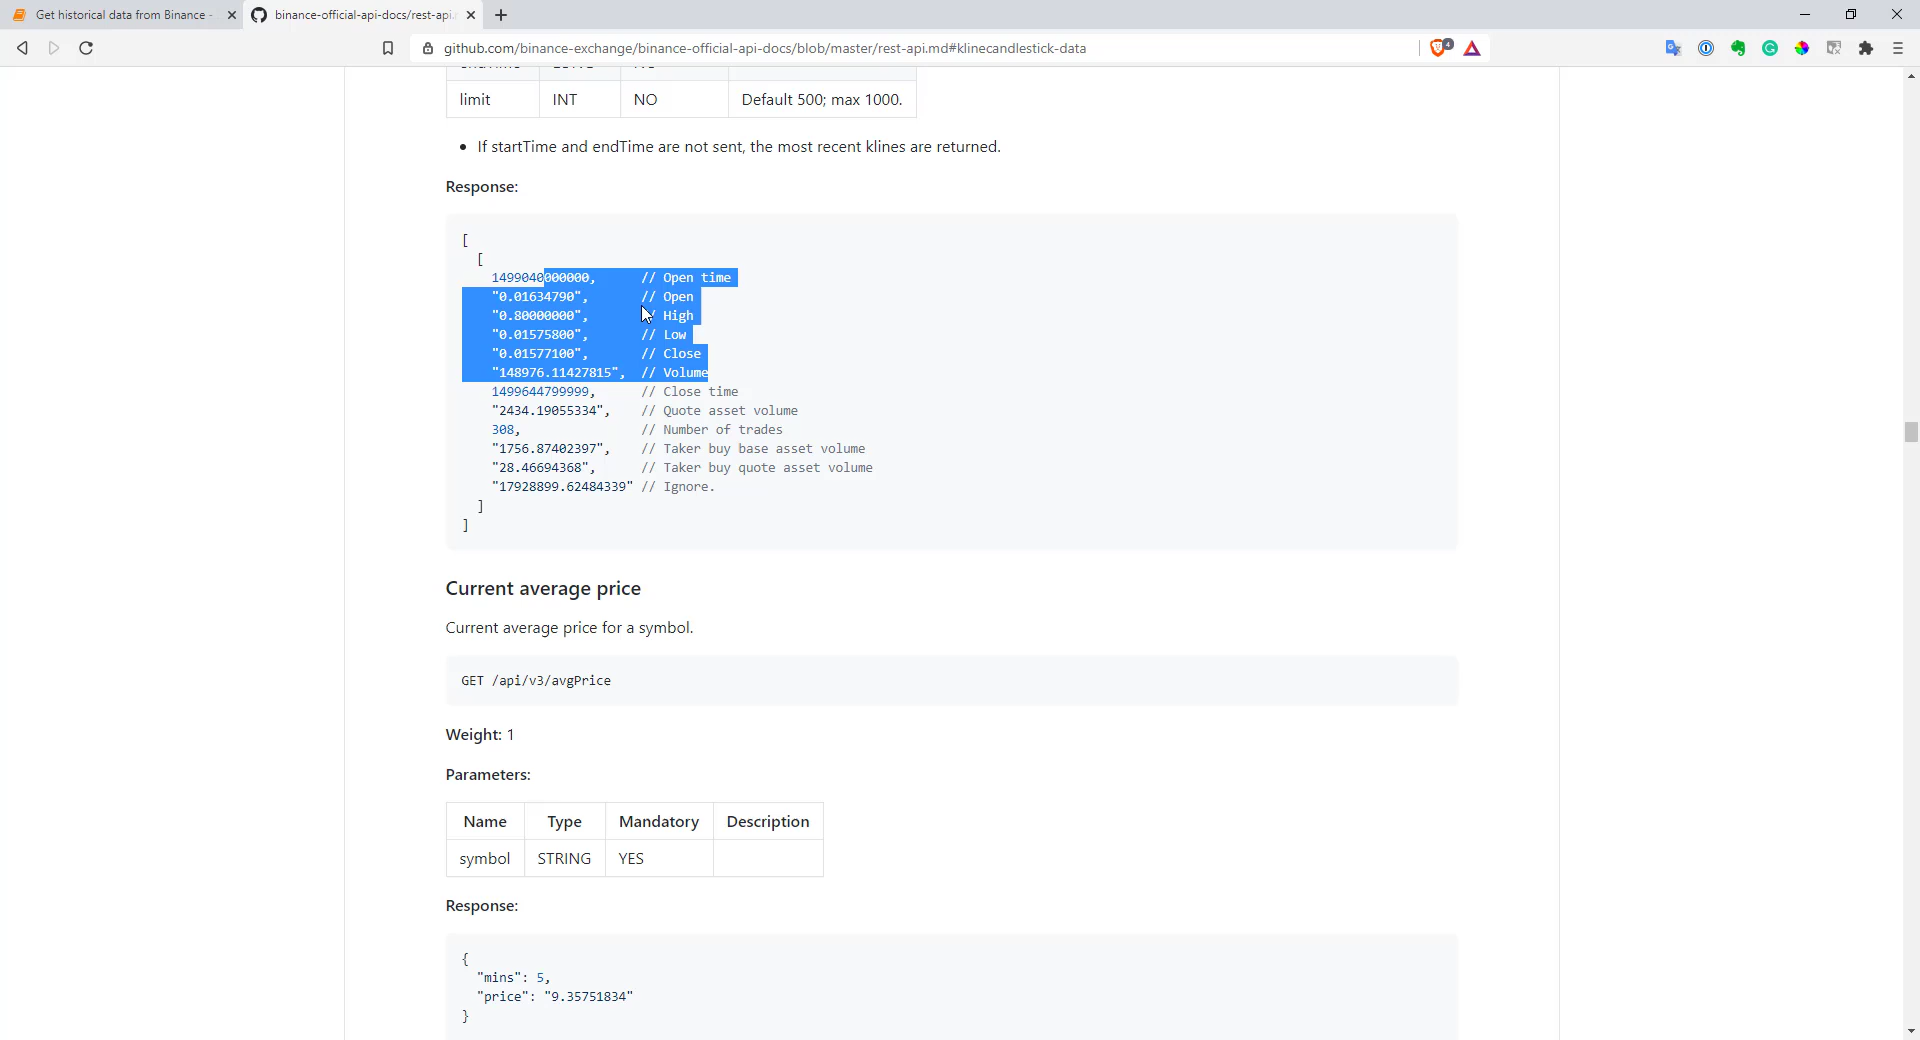 Get historical data from Binance -
binance-official-api-docs/rest-api.
github.com/binance-exchange/binance-official-api-docs/blob/master/rest-api.md#klinecandlestick-data
4
limit INT NO Default 500; max 1000.
• If startTime and endTime are not sent, the most recent klines are returned.
Response:
[
[
1499040000000, // Open time
"0.01634790", // Open
"0.80000000", // High
"0.01575800", // Low
"0.01577100", // Close
"148976.11427815", // Volume
1499644799999, // Close time
"2434.19055334", // Quote asset volume
308, // Number of trades
"1756.87402397", // Taker buy base asset volume
"28.46694368", // Taker buy quote asset volume
"17928899.62484339" // Ignore.
]
]
Current average price
Current average price for a symbol.
GET /api/v3/avgPrice
Weight: 1
Parameters:
Name Type Mandatory Description
symbol STRING YES
Response:
{
"mins": 5,
"price": "9.35751834"
}